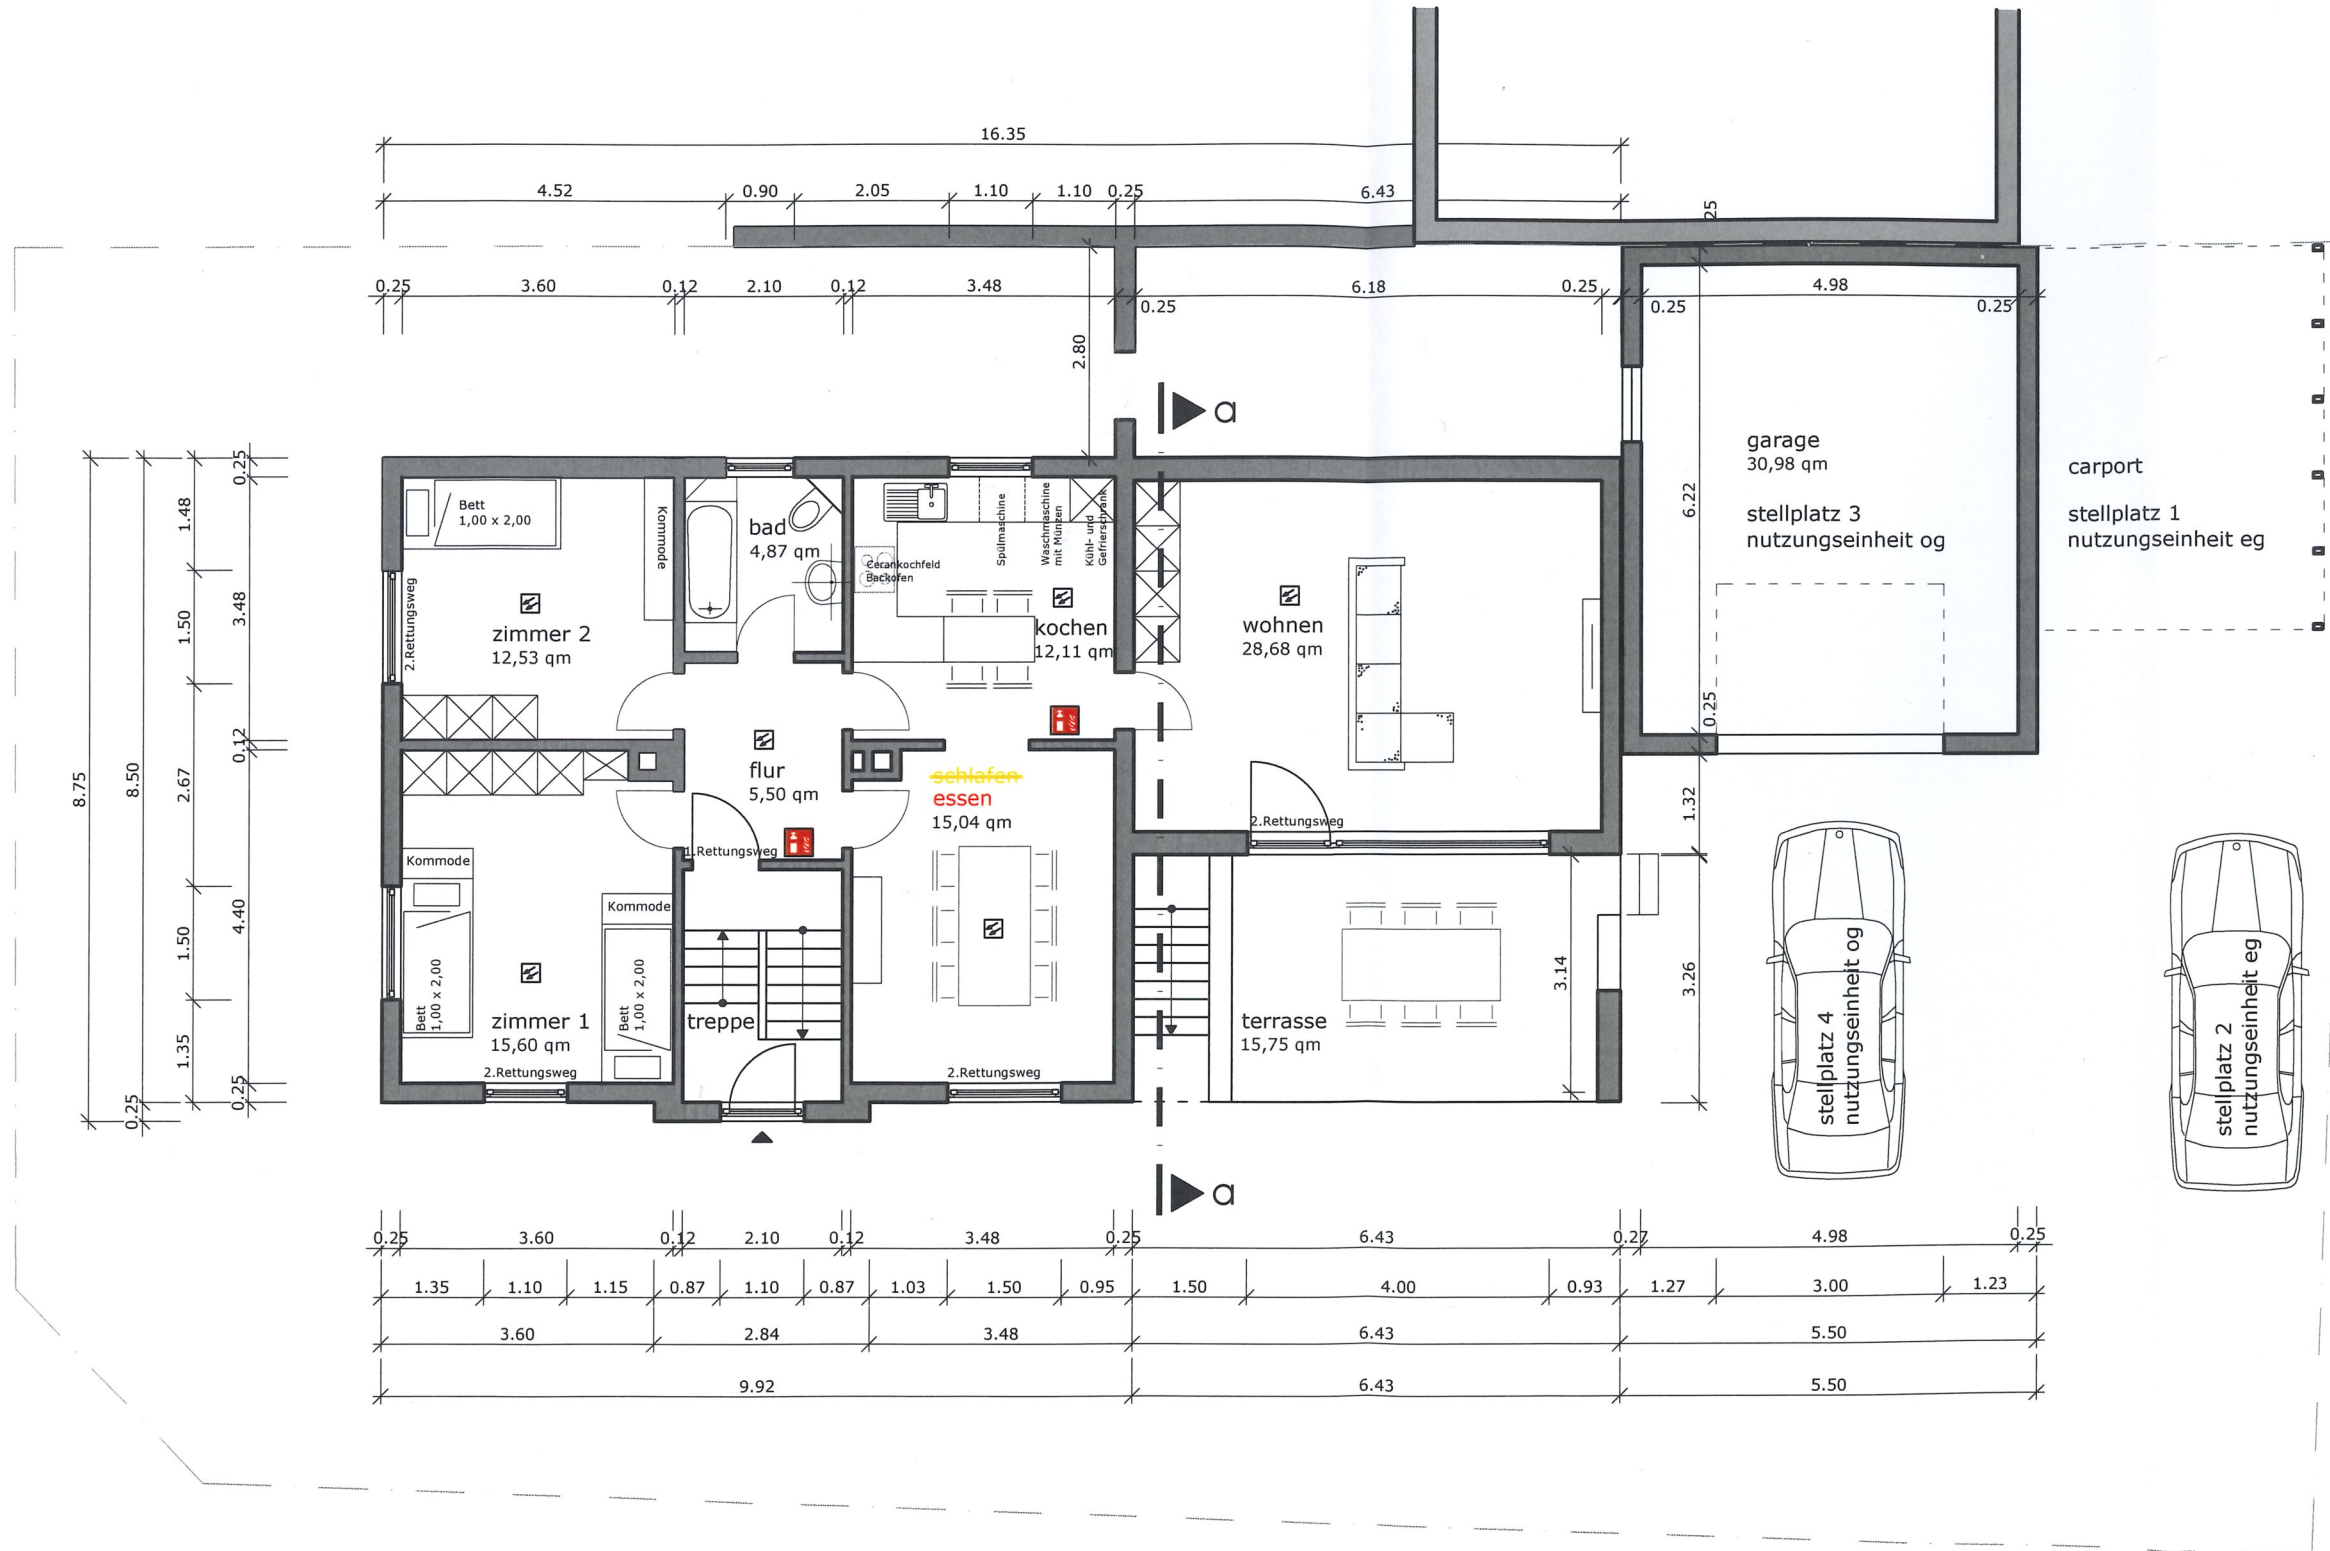 16.35
4.52 0.90 2.05 1.10 1.10 0.25 6.43
25
0.25 3.60 0.12 2.10 0.12 3.48 6.18 0.25 4.98
0.25 0.25 0.25
2.80
a
garage
30,98 qm
stellplatz 3
nutzungseinheit og
carport
stellplatz 1
nutzungseinheit eg
6.22
0.25
1.32
3.26
3.14
8.75
8.50
0.25
1.48
1.50
2.67
1.50
1.35
0.25
3.48
0.12
4.40
0.25
Bett
1,00 x 2,00
Kommode
2.Rettungsweg
zimmer 2
12,53 qm
bad
4,87 qm
Cerankochfeld
Backofen
Spülmaschine
Waschmaschine
mit Münzen
Kühl- und
Gefrierschrank
kochen
12,11 qm
wohnen
28,68 qm
flur
5,50 qm
1.Rettungsweg
schlafen
essen
15,04 qm
2.Rettungsweg
Kommode
Bett
1,00 x 2,00
Kommode
Bett
1,00 x 2,00
zimmer 1
15,60 qm
2.Rettungsweg
treppe
2.Rettungsweg
terrasse
15,75 qm
stellplatz 4
nutzungseinheit og
stellplatz 2
nutzungseinheit eg
a
0.25 3.60 0.12 2.10 0.12 3.48 0.25 6.43 0.27 4.98 0.25
1.35 1.10 1.15 0.87 1.10 0.87 1.03 1.50 0.95 1.50 4.00 0.93 1.27 3.00 1.23
3.60 2.84 3.48 6.43 5.50
9.92 6.43 5.50